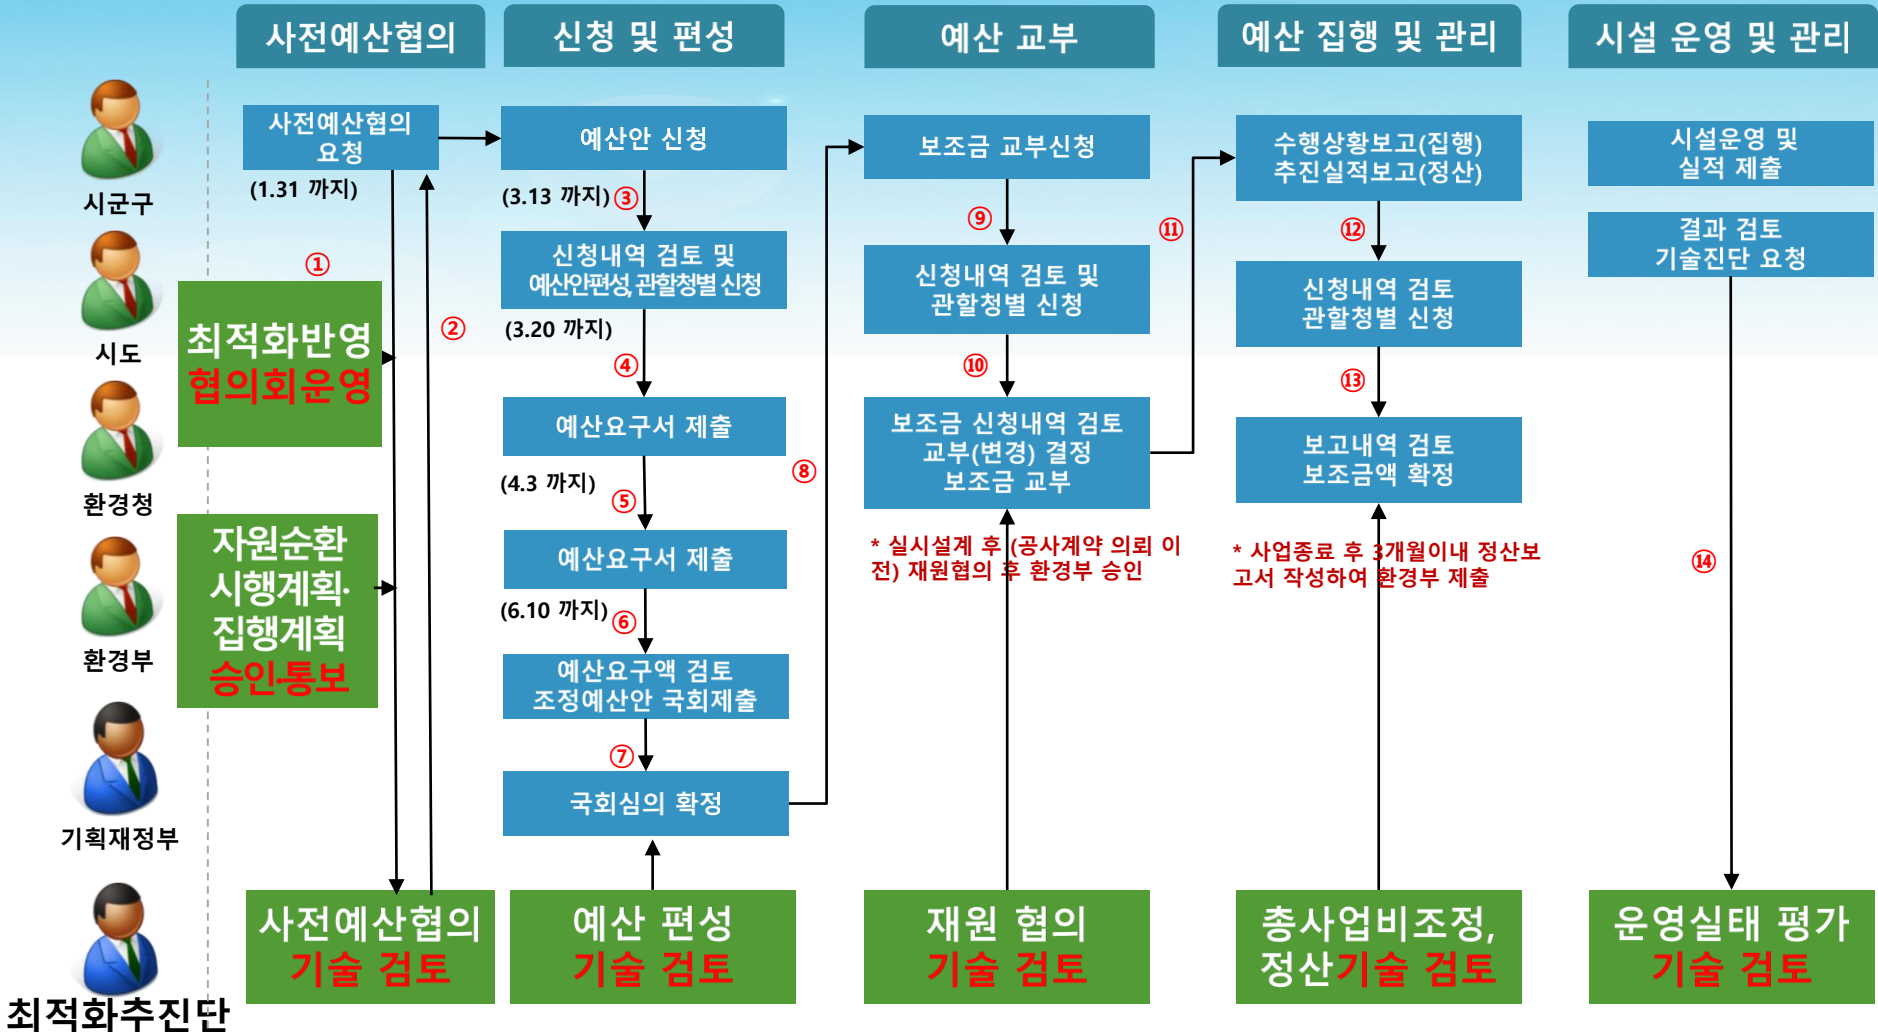 사전예산협의
신청 및 편성
예산 교부
예산 집행 및 관리
시설 운영 및 관리
시군구
시도
환경청
환경부
기획재정부
최적화추진단
사전예산협의
요청
(1.31 까지)
①
②
최적화반영
협의회운영
자원순환
시행계획·
집행계획
승인·통보
사전예산협의
기술 검토
예산안 신청
(3.13 까지)
③
신청내역 검토 및
예산안편성, 관할청별 신청
(3.20 까지)
④
예산요구서 제출
(4.3 까지)
⑤
예산요구서 제출
(6.10 까지)
⑥
예산요구액 검토
조정예산안 국회제출
⑦
국회심의 확정
예산 편성
기술 검토
⑧
보조금 교부신청
⑨
신청내역 검토 및
관할청별 신청
⑩
보조금 신청내역 검토
교부(변경) 결정
보조금 교부
* 실시설계 후 (공사계약 의뢰 이
전) 재원협의 후 환경부 승인
재원 협의
기술 검토
⑪
수행상황보고(집행)
추진실적보고(정산)
⑫
신청내역 검토
관할청별 신청
⑬
보고내역 검토
보조금액 확정
* 사업종료 후 3개월이내 정산보
고서 작성하여 환경부 제출
총사업비조정,
정산기술 검토
시설운영 및
실적 제출
결과 검토
기술진단 요청
⑭
운영실태 평가
기술 검토